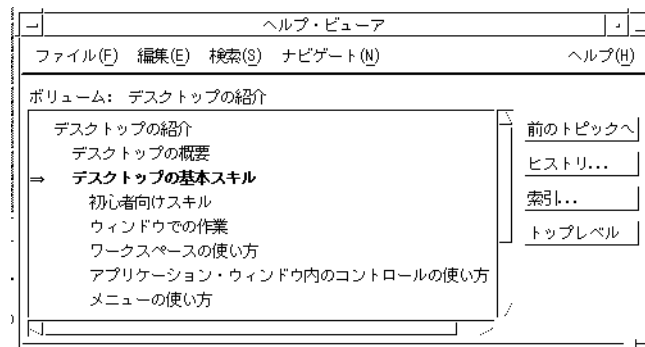 ヘルプ・ビューア
ファイル(F) 編集(E) 検索(S) ナビゲート(N) ヘルプ(H)
ボリューム: デスクトップの紹介
デスクトップの紹介
デスクトップの概要
⇒ デスクトップの基本スキル
初心者向けスキル
ウィンドウでの作業
ワークスペースの使い方
アプリケーション・ウィンドウ内のコントロールの使い方
メニューの使い方
前のトピックへ
ヒストリ...
索引...
トップレベル